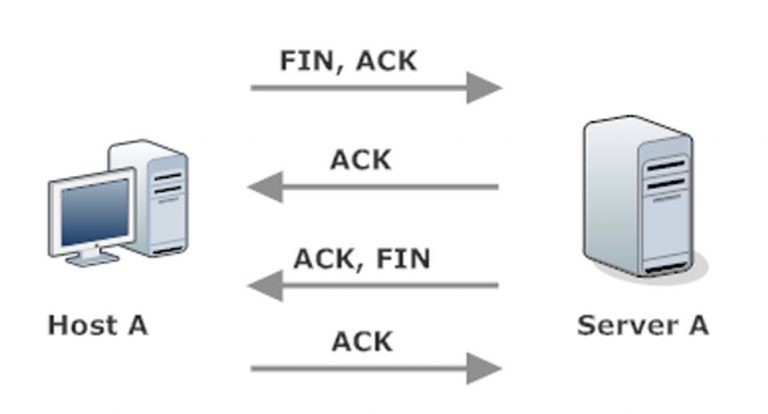 FIN, ACK
ACK
ACK, FIN
Host A
Server A
ACK